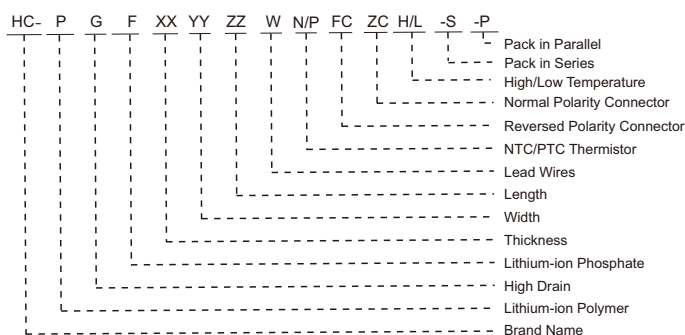 HC- P G F XX YY ZZ W N/P FC ZC H/L -S -P
Pack in Parallel
Pack in Series
High/Low Temperature
Normal Polarity Connector
Reversed Polarity Connector
NTC/PTC Thermistor
Lead Wires
Length
Width
Thickness
Lithium-ion Phosphate
High Drain
Lithium-ion Polymer
Brand Name